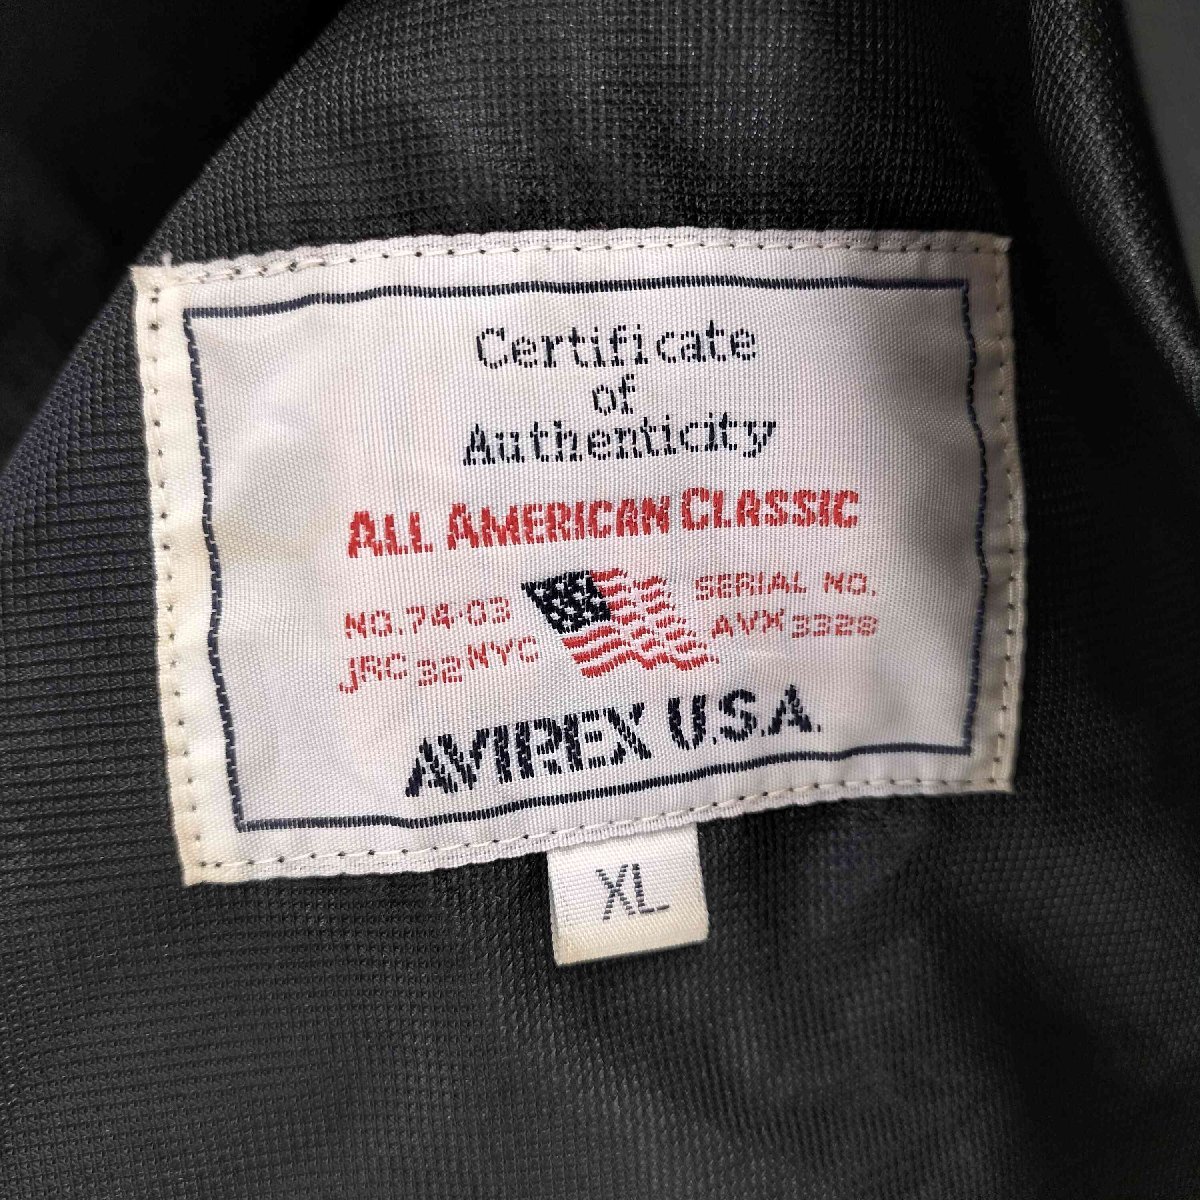 Certificate
of
Authenticity
ALL AMERICAN CLASSIC
NO.74-03
JRC 32 NYC
SERIAL NO.
AVX 3328
AVIREX U.S.A.
XL